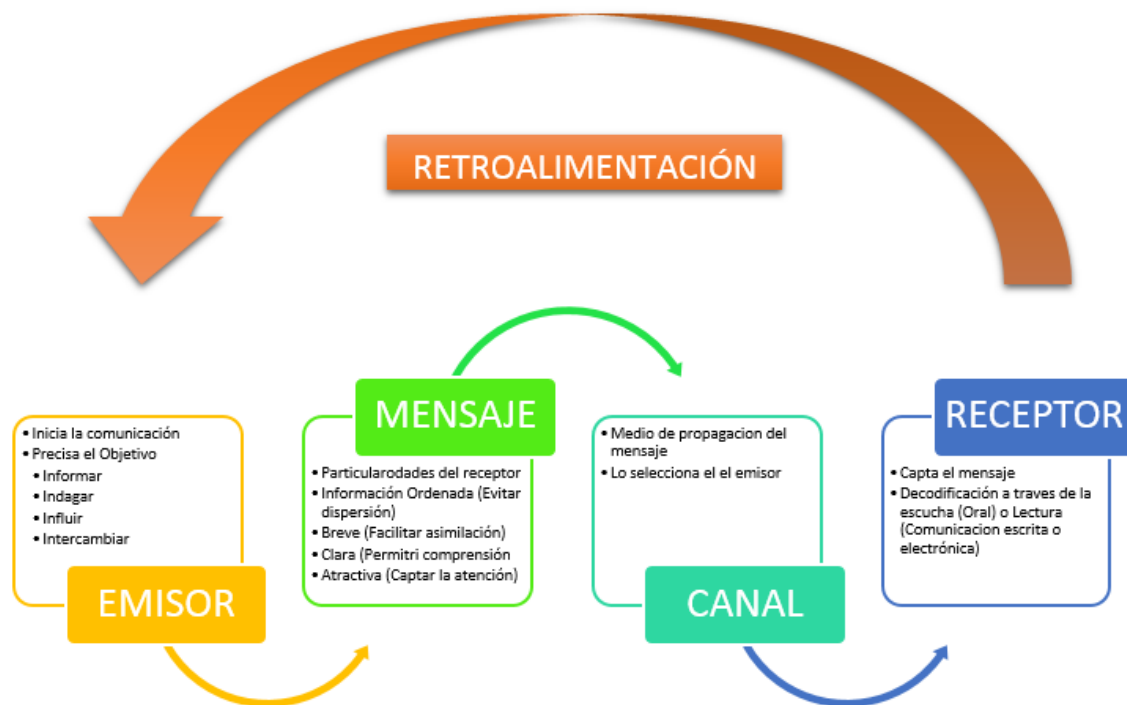 RETROALIMENTACIÓN
• Inicia la comunicación
• Precisa el Objetivo
• Informar
• Indagar
• Influir
• Intercambiar
EMISOR
MENSAJE
• Particularodades del receptor
• Información Ordenada (Evitar
dispersión)
• Breve (Facilitar asimilación)
• Clara (Permitri comprensión
• Atractiva (Captar la atención)
• Medio de propagacion del
mensaje
• Lo selecciona el el emisor
CANAL
RECEPTOR
• Capta el mensaje
• Decodificación a traves de la
escucha (Oral) o Lectura
(Comunicacion escrita o
electrónica)